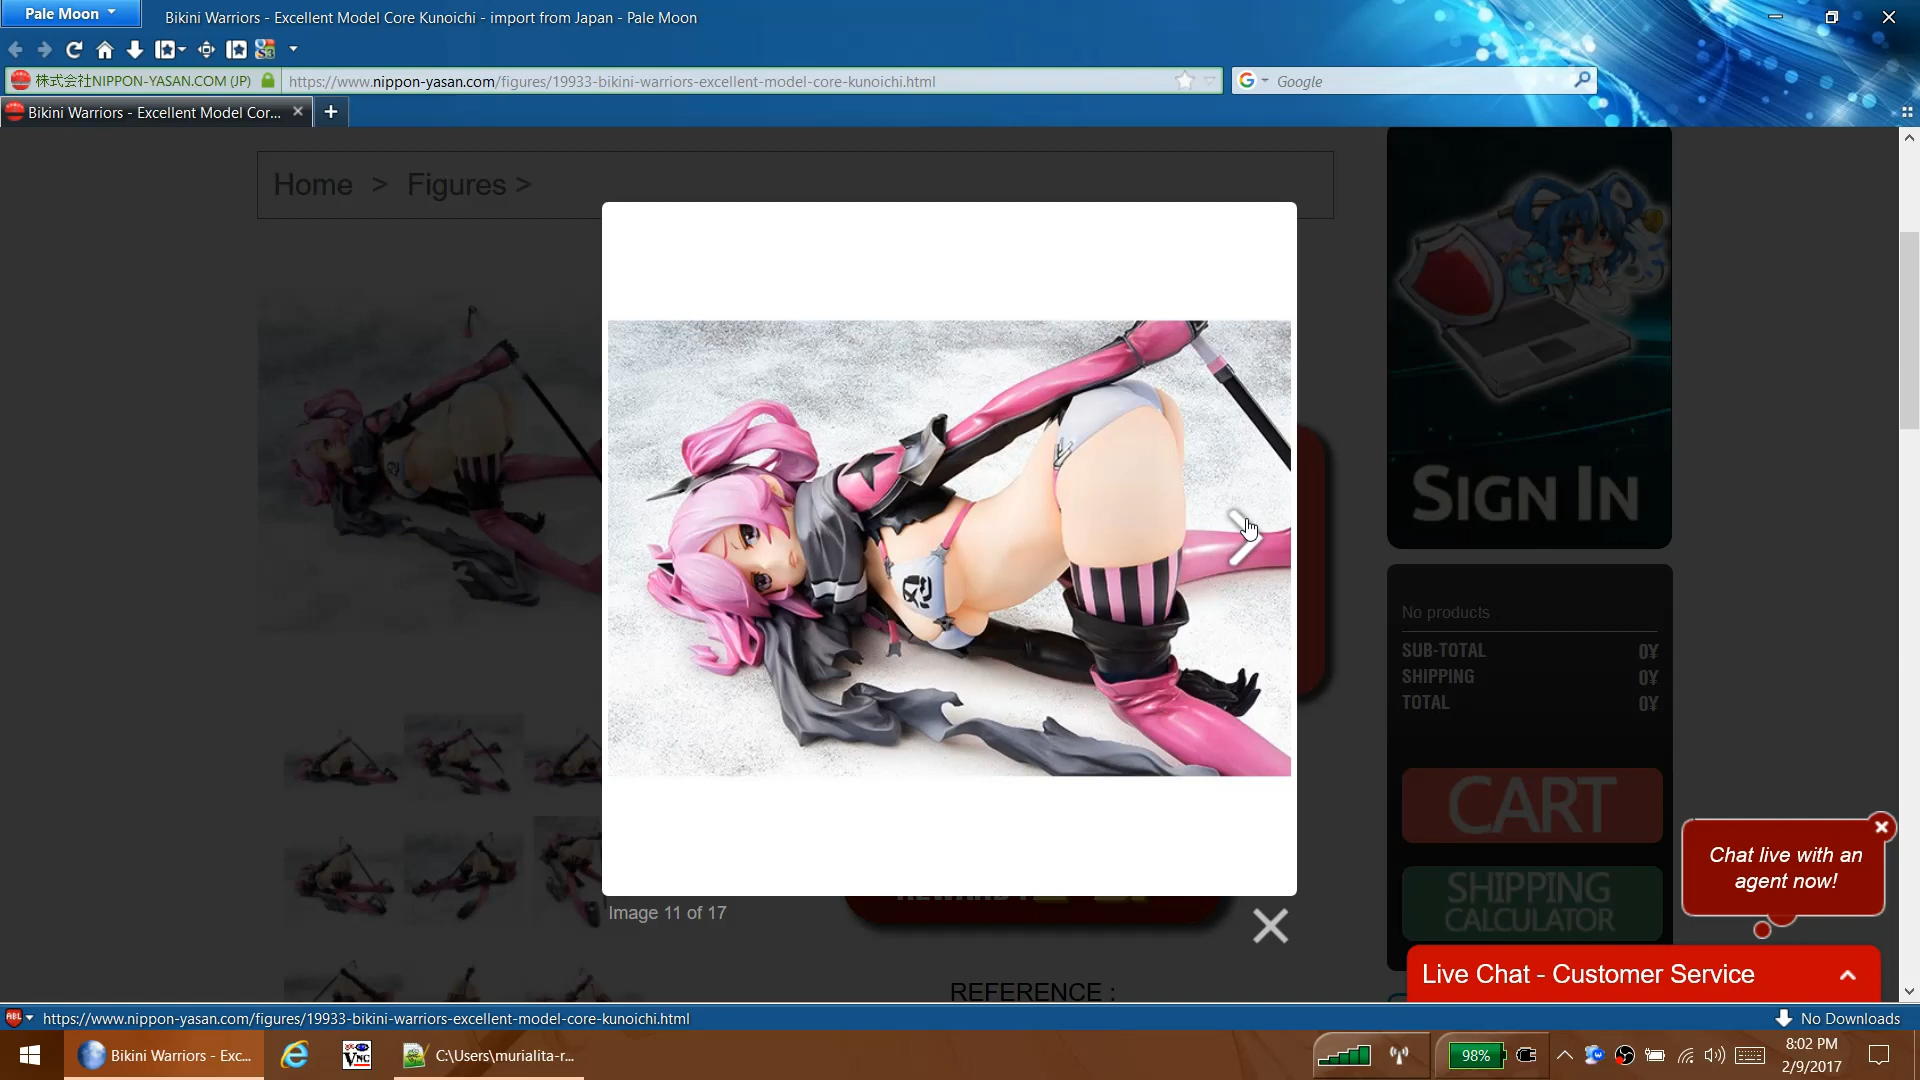 Pale Moon
Bikini Warriors - Excellent Model Core Kunoichi - import from Japan - Pale Moon
株式会社NIPPON-YASAN.COM (JP)
https://www.nippon-yasan.com/figures/19933-bikini-warriors-excellent-model-core-kunoichi.html
Google
Bikini Warriors - Excellent Model Cor...
Home > Figures >
SIGN IN
No products
SUB-TOTAL 0¥
SHIPPING 0¥
TOTAL 0¥
CART
SHIPPING
CALCULATOR
Chat live with an
agent now!
Image 11 of 17
Live Chat - Customer Service
REFERENCE :
ABL
https://www.nippon-yasan.com/figures/19933-bikini-warriors-excellent-model-core-kunoichi.html
No Downloads
Bikini Warriors - Exc...
VNC
C:\Users\murialita-r...
98%
8:02 PM
2/9/2017